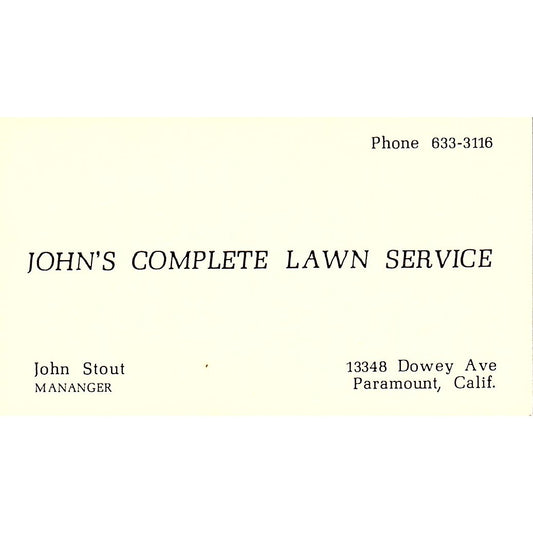 Phone 633-3116
JOHN'S COMPLETE LAWN SERVICE
John Stout
MANANGER
13348 Dowey Ave
Paramount, Calif.